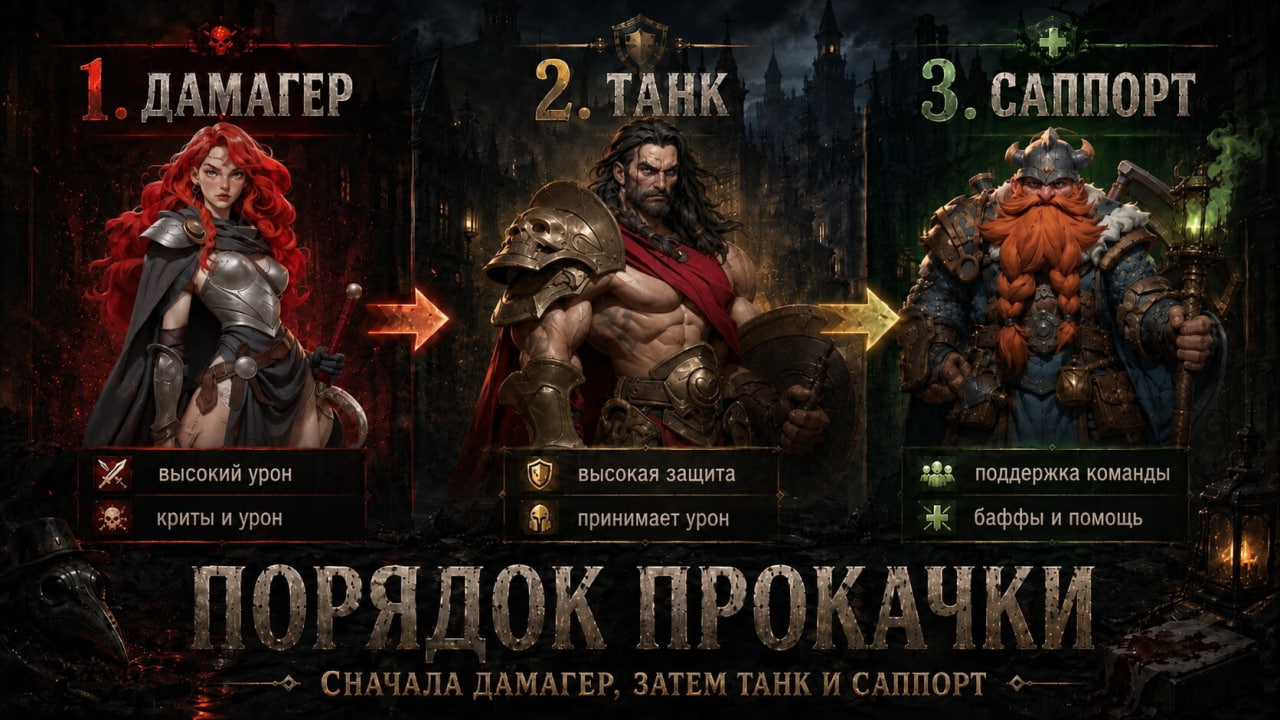 1. ДАМАГЕР
2. ТАНК
3. САППОРТ
высокий урон
криты и урон
высокая защита
принимает урон
поддержка команды
баффы и помощь
ПОРЯДОК ПРОКАЧКИ
СНАЧАЛА ДАМАГЕР, ЗАТЕМ ТАНК И САППОРТ